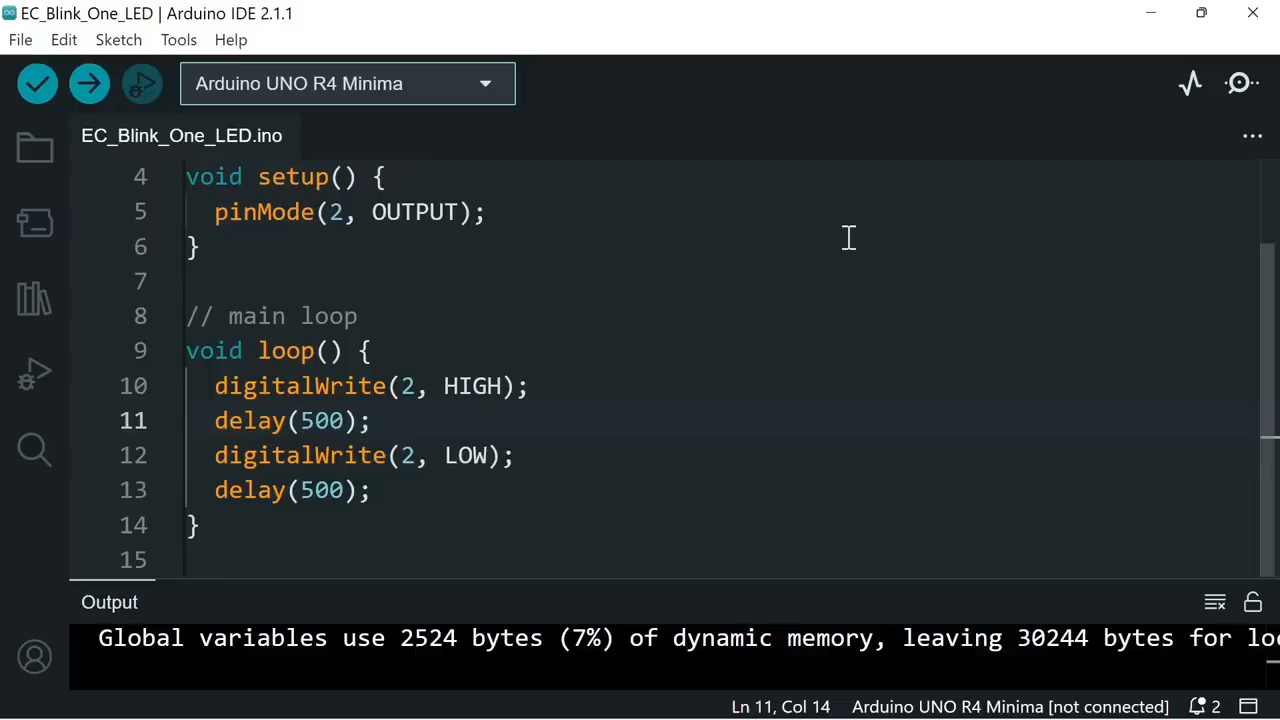 EC_Blink_One_LED | Arduino IDE 2.1.1
File Edit Sketch Tools Help
Arduino UNO R4 Minima
EC_Blink_One_LED.ino
4 void setup() {
5 pinMode(2, OUTPUT);
6 }
7
8 // main loop
9 void loop() {
10 digitalWrite(2, HIGH);
11 delay(500);
12 digitalWrite(2, LOW);
13 delay(500);
14 }
15
Output
Global variables use 2524 bytes (7%) of dynamic memory, leaving 30244 bytes for
Ln 11, Col 14 Arduino UNO R4 Minima [not connected] 2